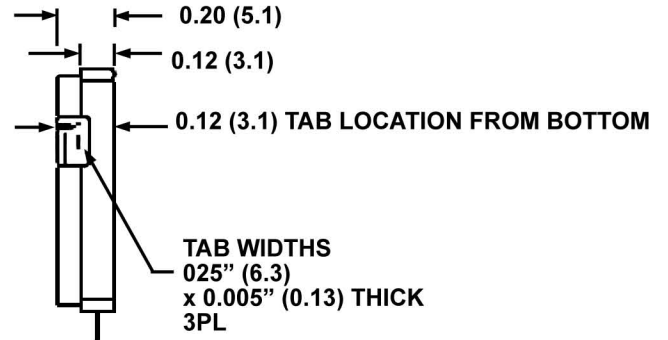 0.20 (5.1)
0.12 (3.1)
0.12 (3.1) TAB LOCATION FROM BOTTOM
TAB WIDTHS
025” (6.3)
x 0.005” (0.13) THICK
3PL